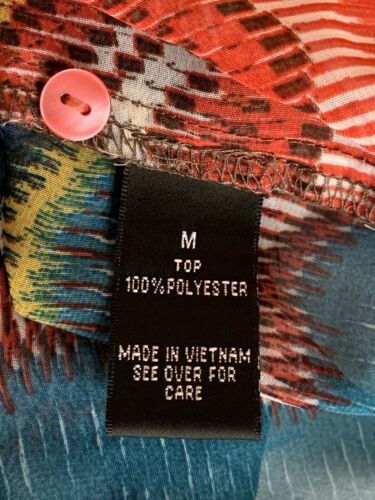 M
TOP
100%POLYESTER
MADE IN VIETNAM
SEE OVER FOR
CARE